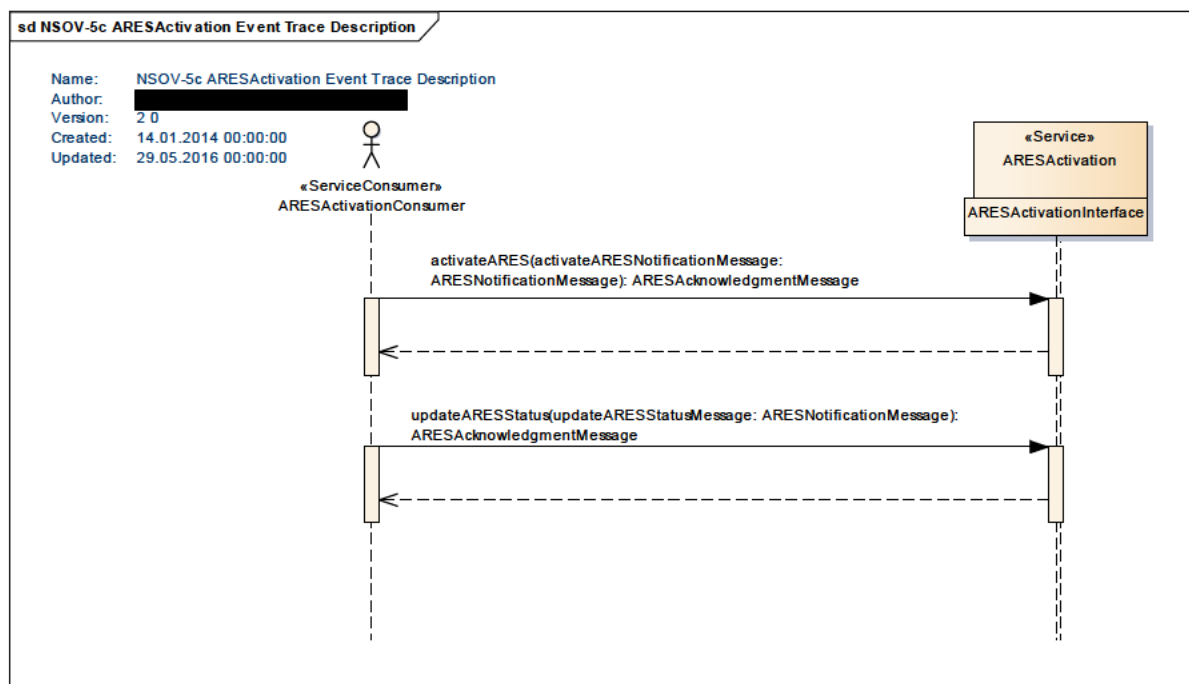 sd NSOV-5c ARESActivation Event Trace Description
Name: NSOV-5c ARESActivation Event Trace Description
Author:
Version: 2 0
Created: 14.01.2014 00:00:00
Updated: 29.05.2016 00:00:00
«ServiceConsumer»
ARESActivationConsumer
«Service»
ARESActivation
ARESActivationInterface
activateARES(activateARESNotificationMessage:
ARESNotificationMessage): ARESAcknowledgmentMessage
updateARESStatus(updateARESStatusMessage: ARESNotificationMessage):
ARESAcknowledgmentMessage